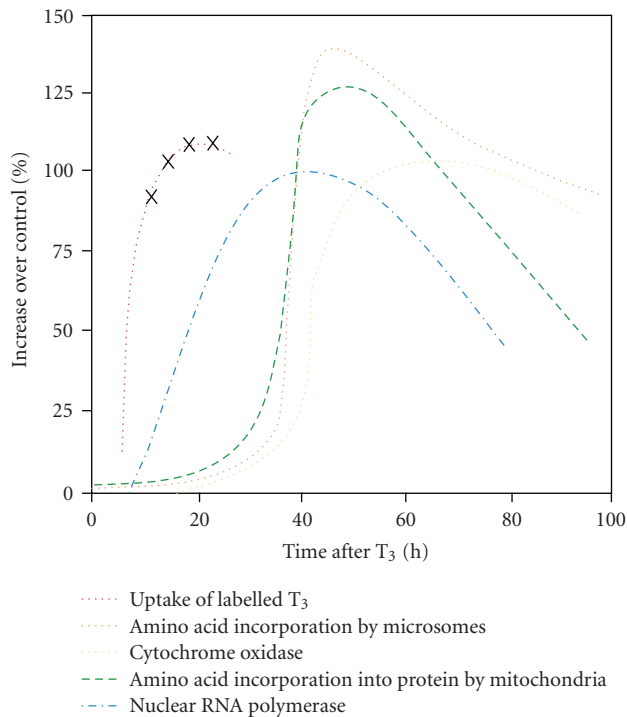 150
125
100
75
50
25
0
Increase over control (%)
0 20 40 60 80 100
Time after T3 (h)
Uptake of labelled T3
Amino acid incorporation by microsomes
Cytochrome oxidase
Amino acid incorporation into protein by mitochondria
Nuclear RNA polymerase